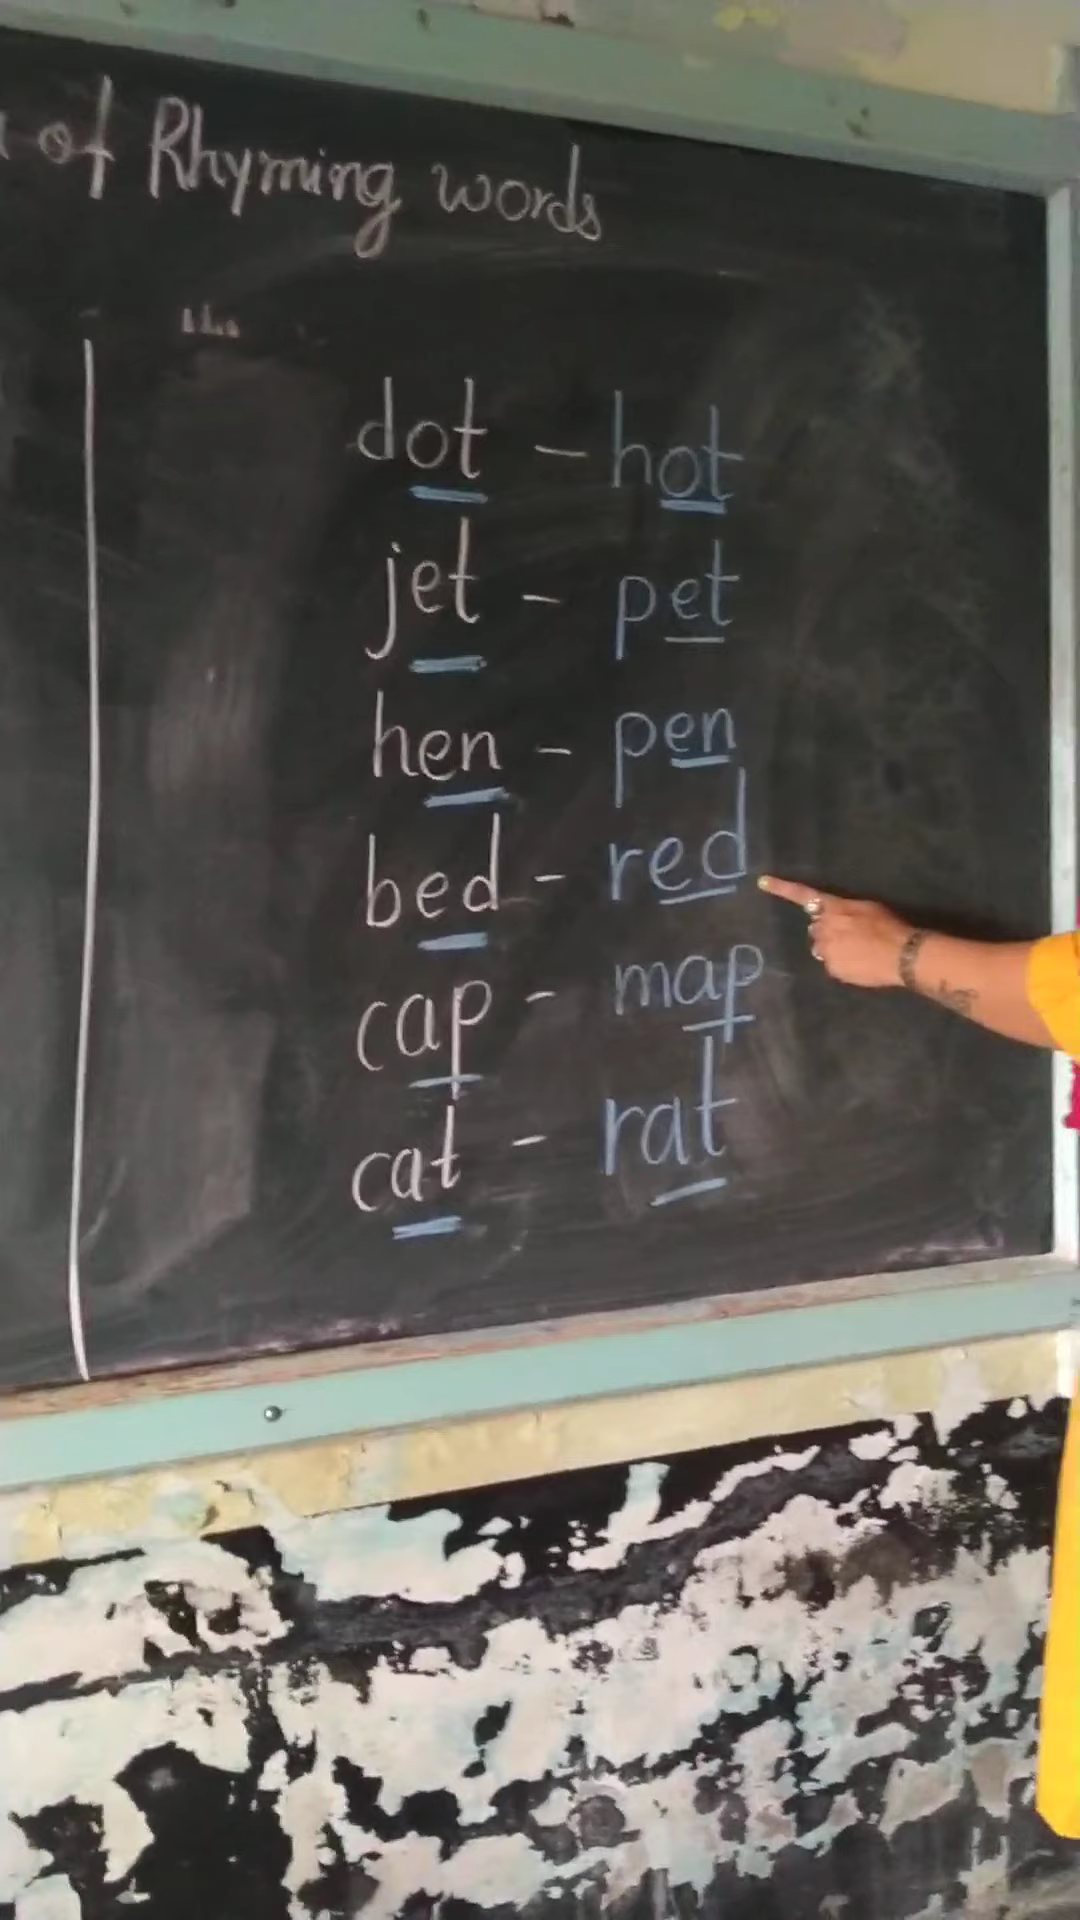 of Rhyming words
dot - hot
jet - pet
hen - pen
bed - red
cap - map
cat - rat